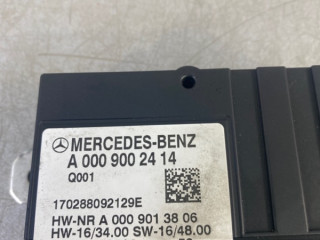 MERCEDES-BENZ
A 000 900 24 14
Q001
170288092129E
HW-NR A 000 901 38 06
HW-16/34.00 SW-16/48.00